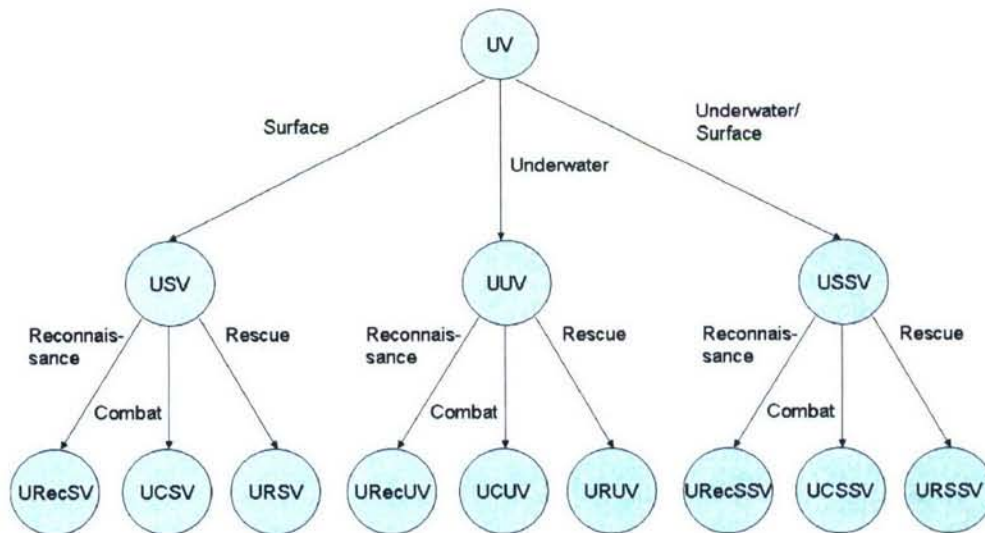 UV
Surface
Underwater/
Surface
Underwater
USV
UUV
USSV
Reconnais-
sance
Rescue
Reconnais-
sance
Rescue
Reconnais-
sance
Rescue
Combat
Combat
Combat
URecSV
UCSV
URSV
URecUV
UCUV
URUV
URecSSV
UCSSV
URSSV